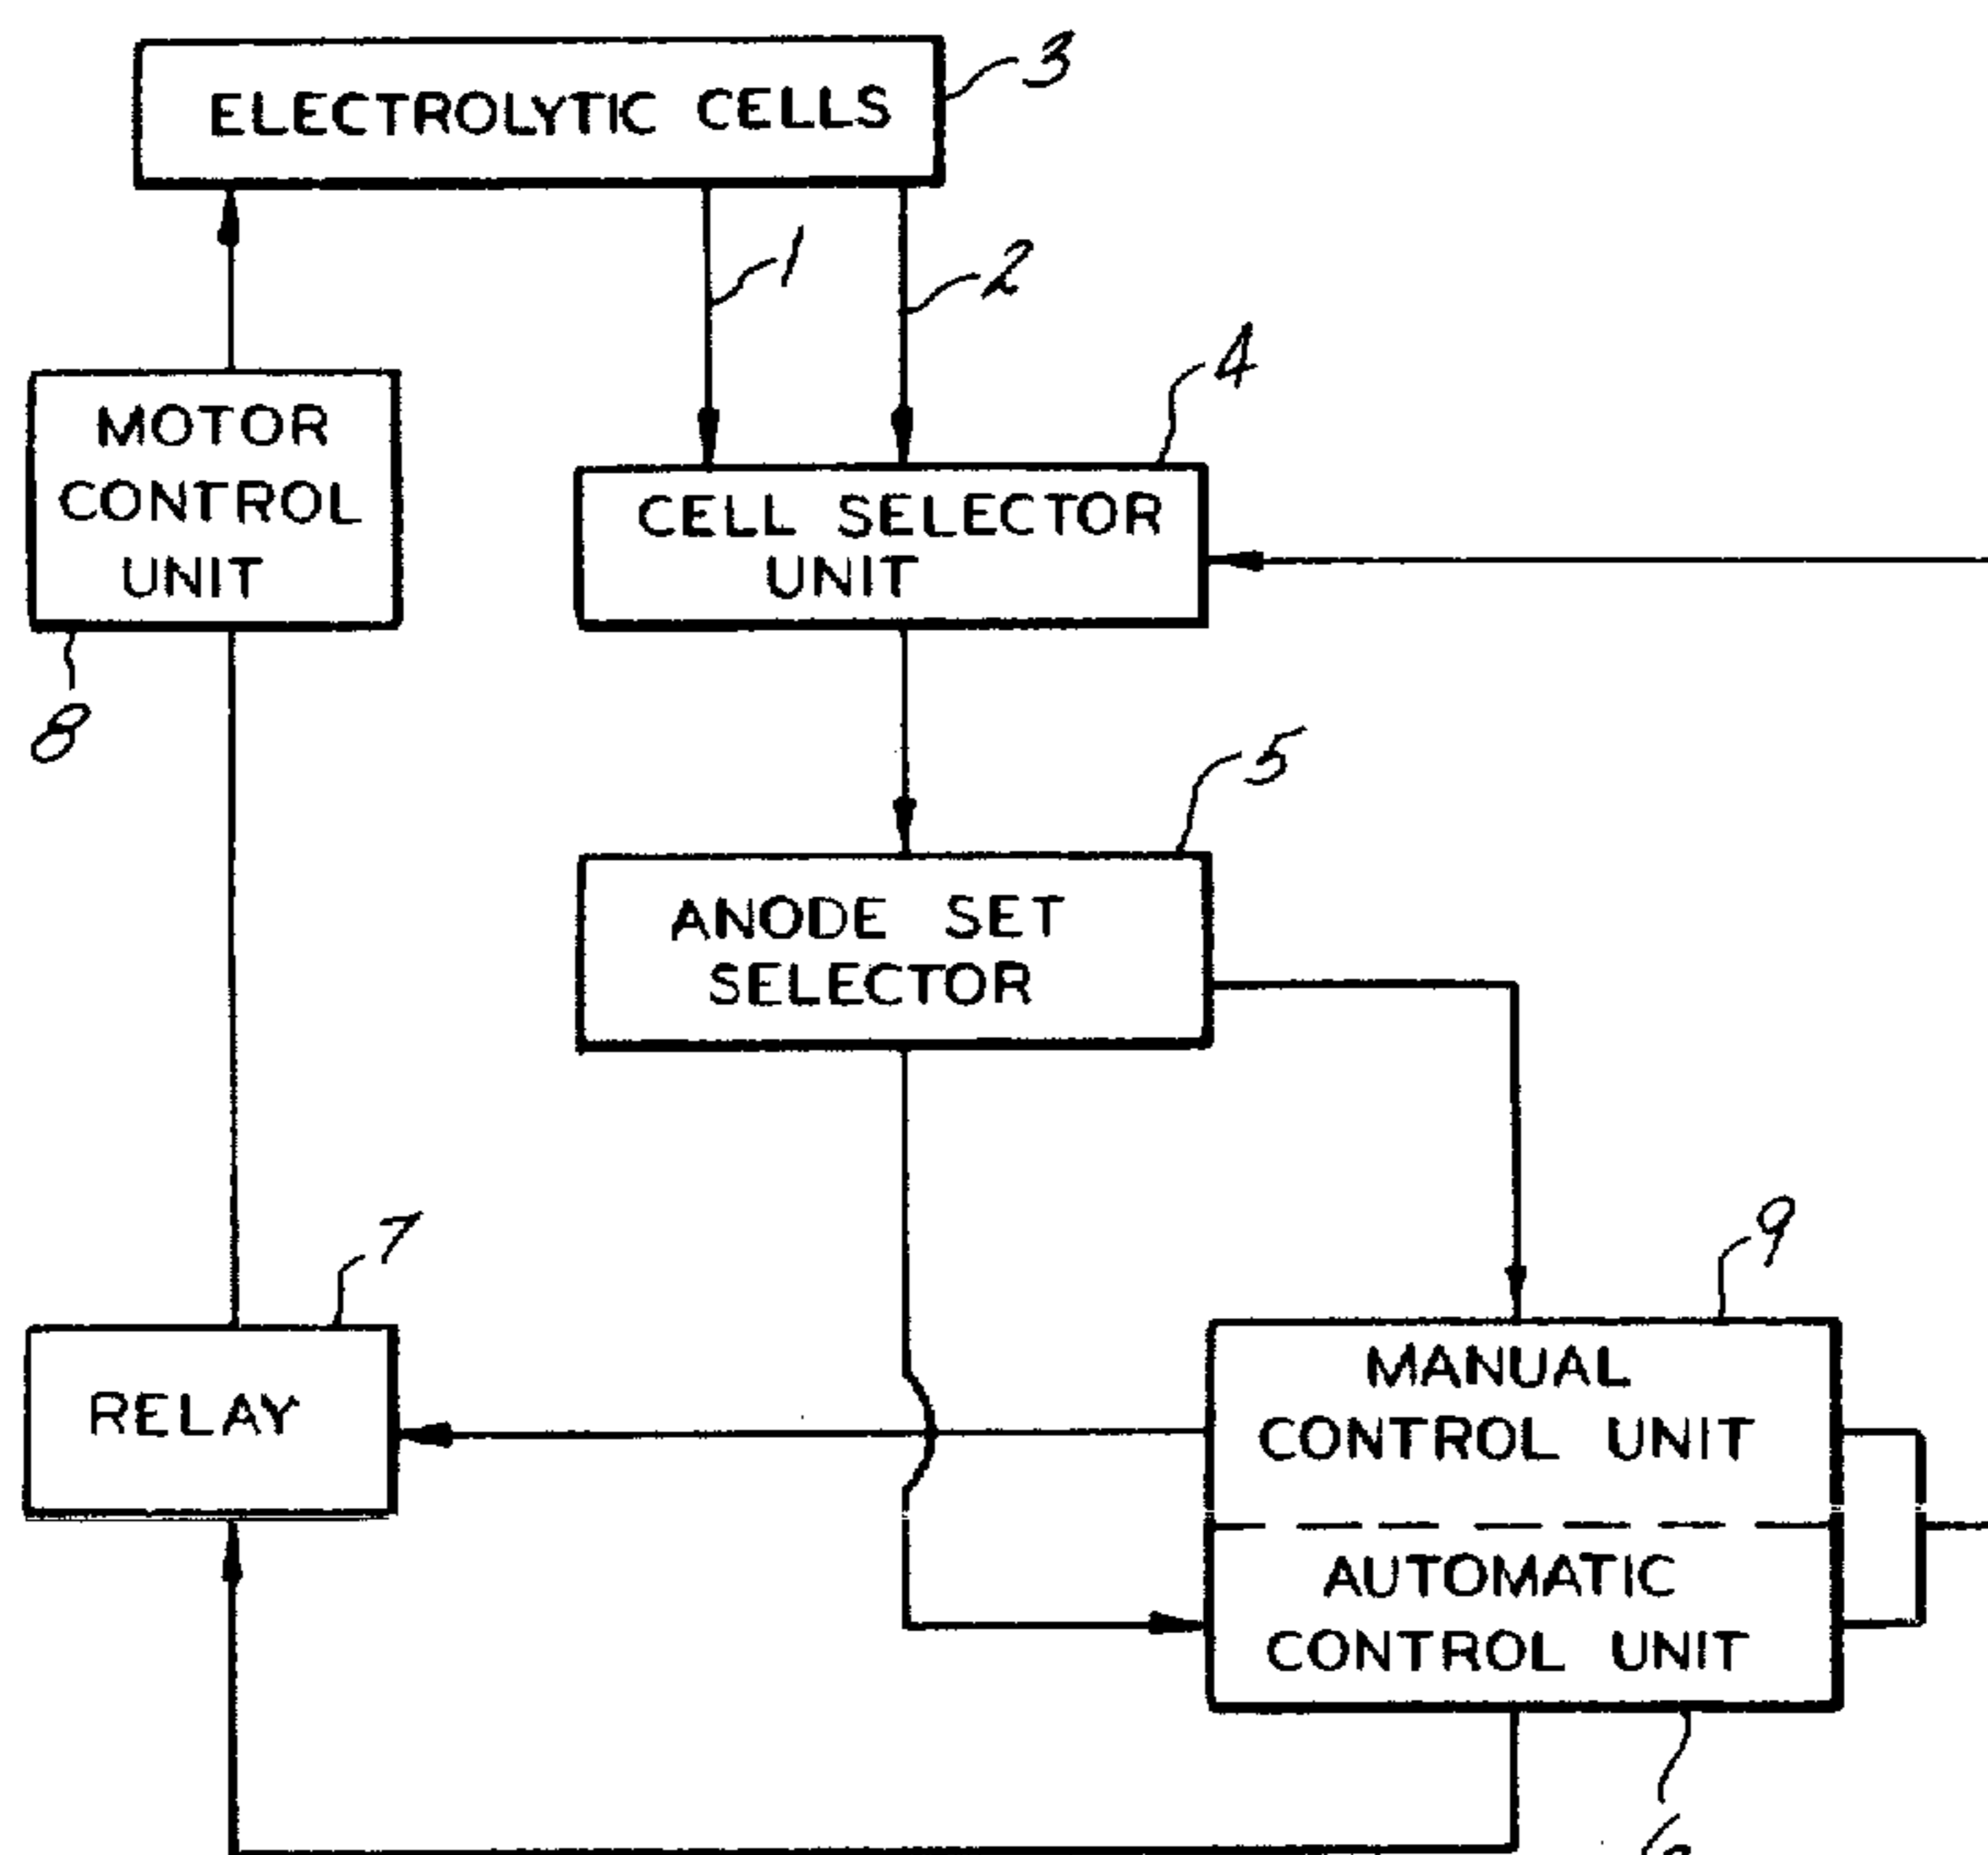 ELECTROLYTIC CELLS
3
1
2
4
MOTOR
CONTROL
UNIT
CELL SELECTOR
UNIT
8
5
ANODE SET
SELECTOR
7
9
RELAY
MANUAL
CONTROL UNIT
AUTOMATIC
CONTROL UNIT
6